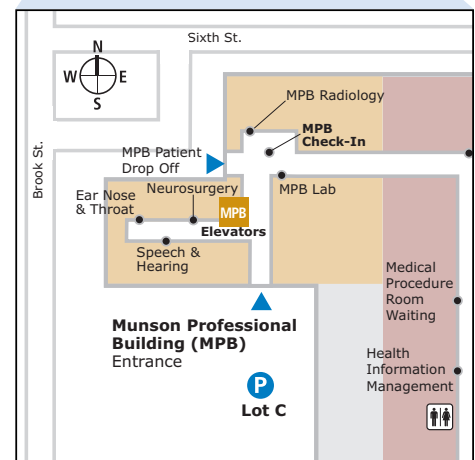 Sixth St.
N
W E
S
Brook St.
MPB Radiology
MPB
Check-In
MPB Patient
Drop Off
MPB Lab
Ear Nose
& Throat
Neurosurgery
MPB
Elevators
Speech &
Hearing
Medical
Procedure
Room
Waiting
Munson Professional
Building (MPB)
Entrance
Health
Information
Management
P
Lot C